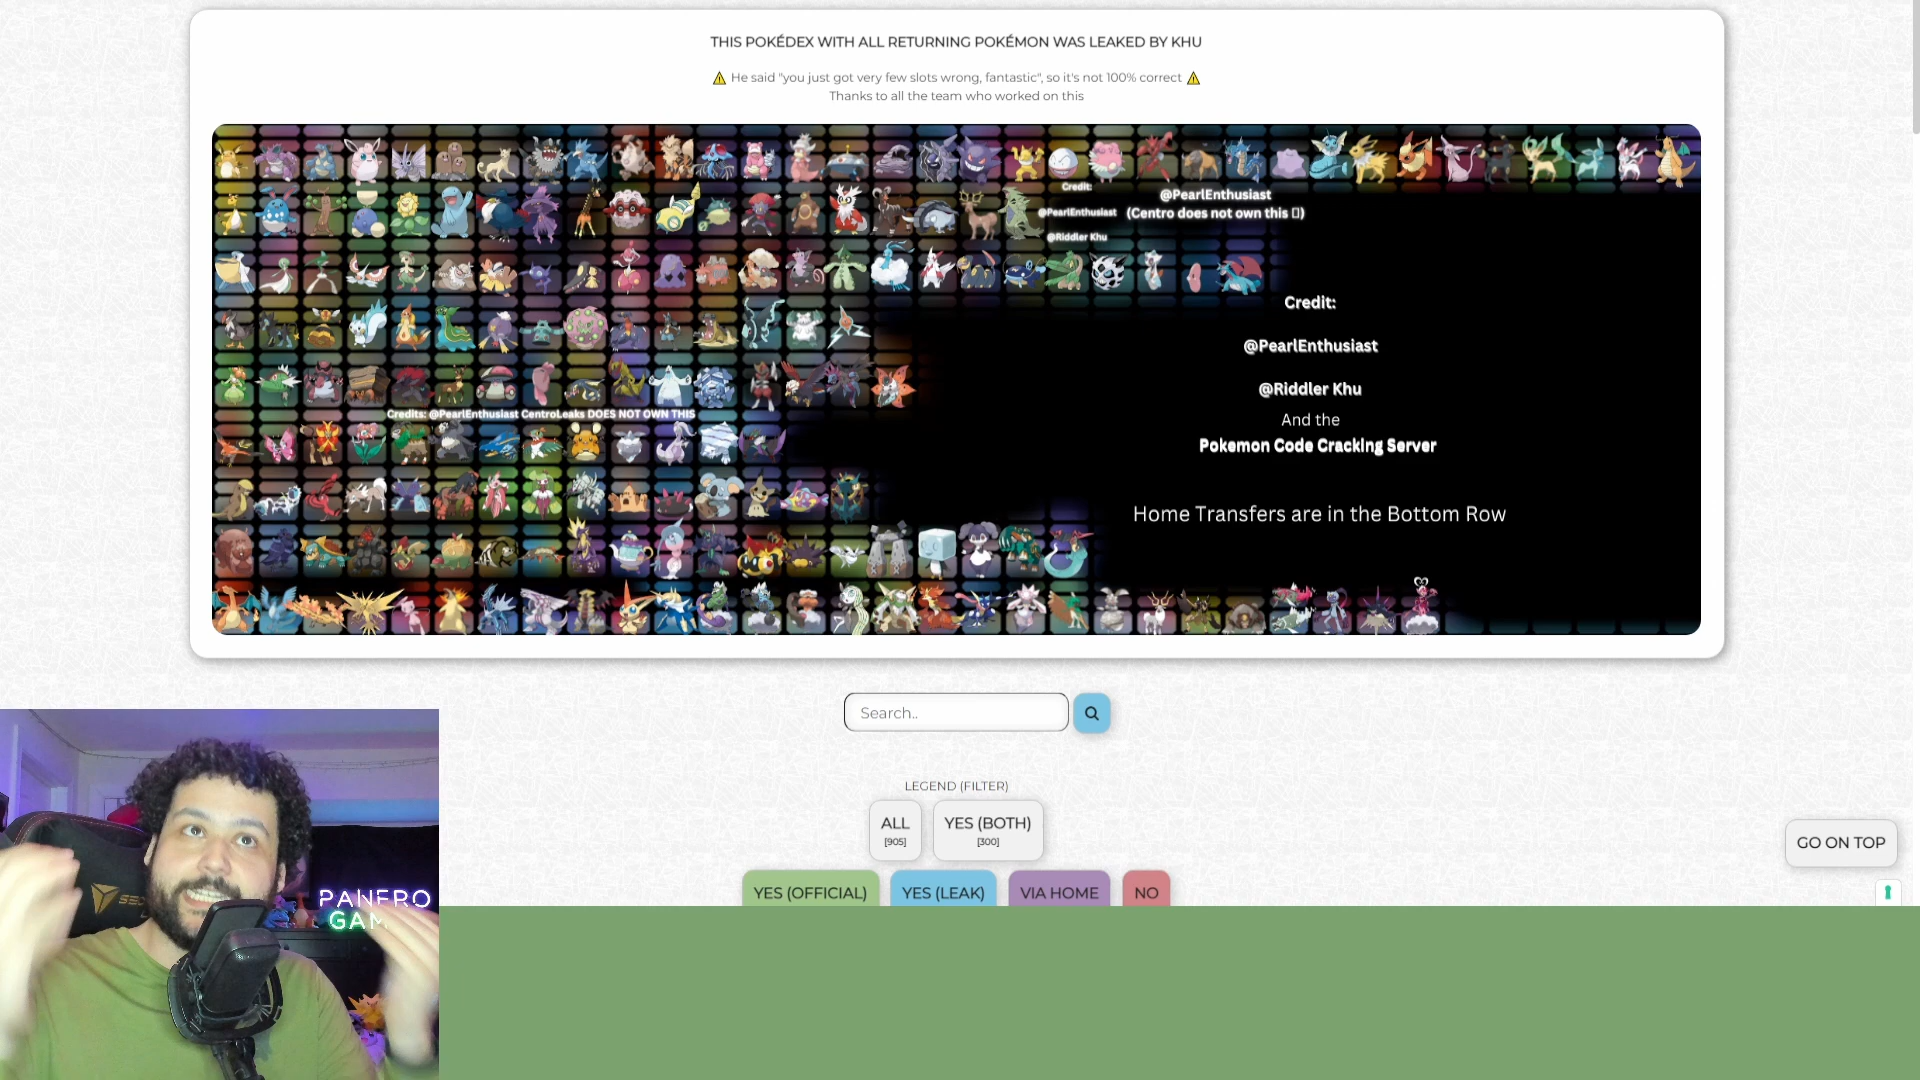 THIS POKÉDEX WITH ALL RETURNING POKÉMON WAS LEAKED BY KHU
He said "you just got very few slots wrong, fantastic", so it's not 100% correct
Thanks to all the team who worked on this
Credit:
@PearlEnthusiast
@Riddler Khu
@PearlEnthusiast
(Centro does not own this ▯)
Credit:
@PearlEnthusiast
@Riddler Khu
And the
Pokemon Code Cracking Server
Credits: @PearlEnthusiast CentroLeaks DOES NOT OWN THIS
Home Transfers are in the Bottom Row
Search..
LEGEND (FILTER)
ALL
[905]
YES (BOTH)
[300]
YES (OFFICIAL)
YES (LEAK)
VIA HOME
NO
GO ON TOP